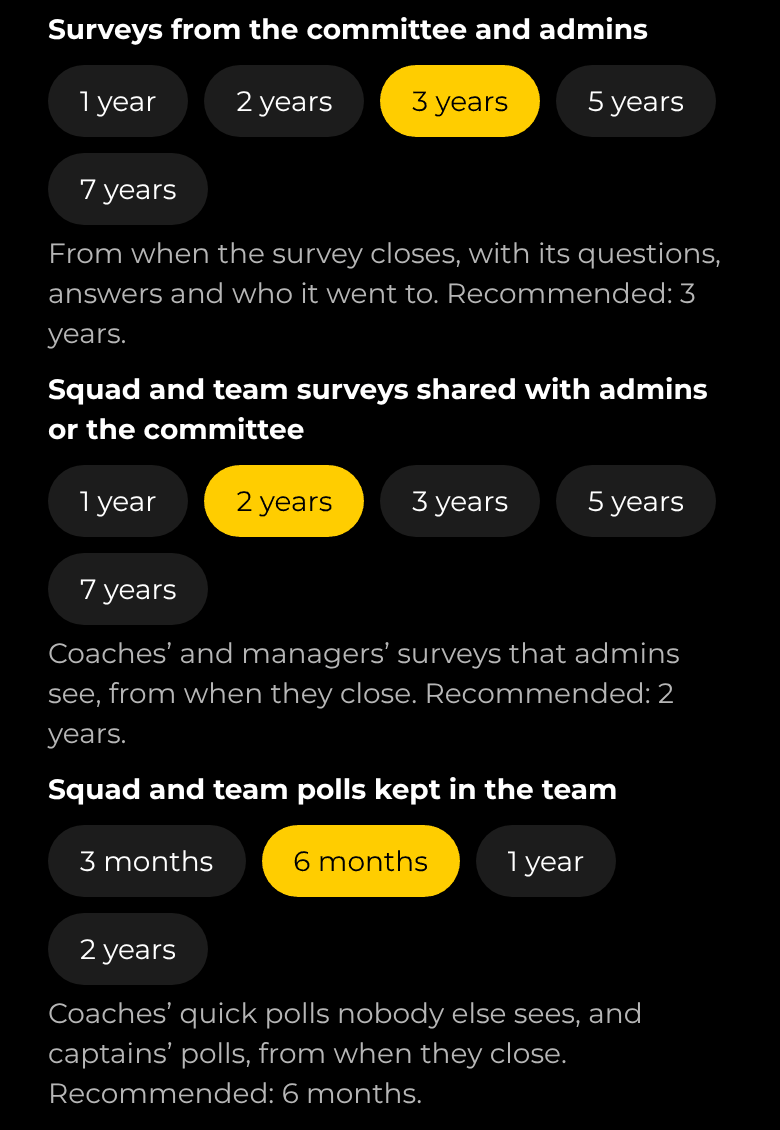 Surveys from the committee and admins
1 year
2 years
3 years
5 years
7 years
From when the survey closes, with its questions,
answers and who it went to. Recommended: 3
years.
Squad and team surveys shared with admins
or the committee
1 year
2 years
3 years
5 years
7 years
Coaches’ and managers’ surveys that admins
see, from when they close. Recommended: 2
years.
Squad and team polls kept in the team
3 months
6 months
1 year
2 years
Coaches’ quick polls nobody else sees, and
captains’ polls, from when they close.
Recommended: 6 months.